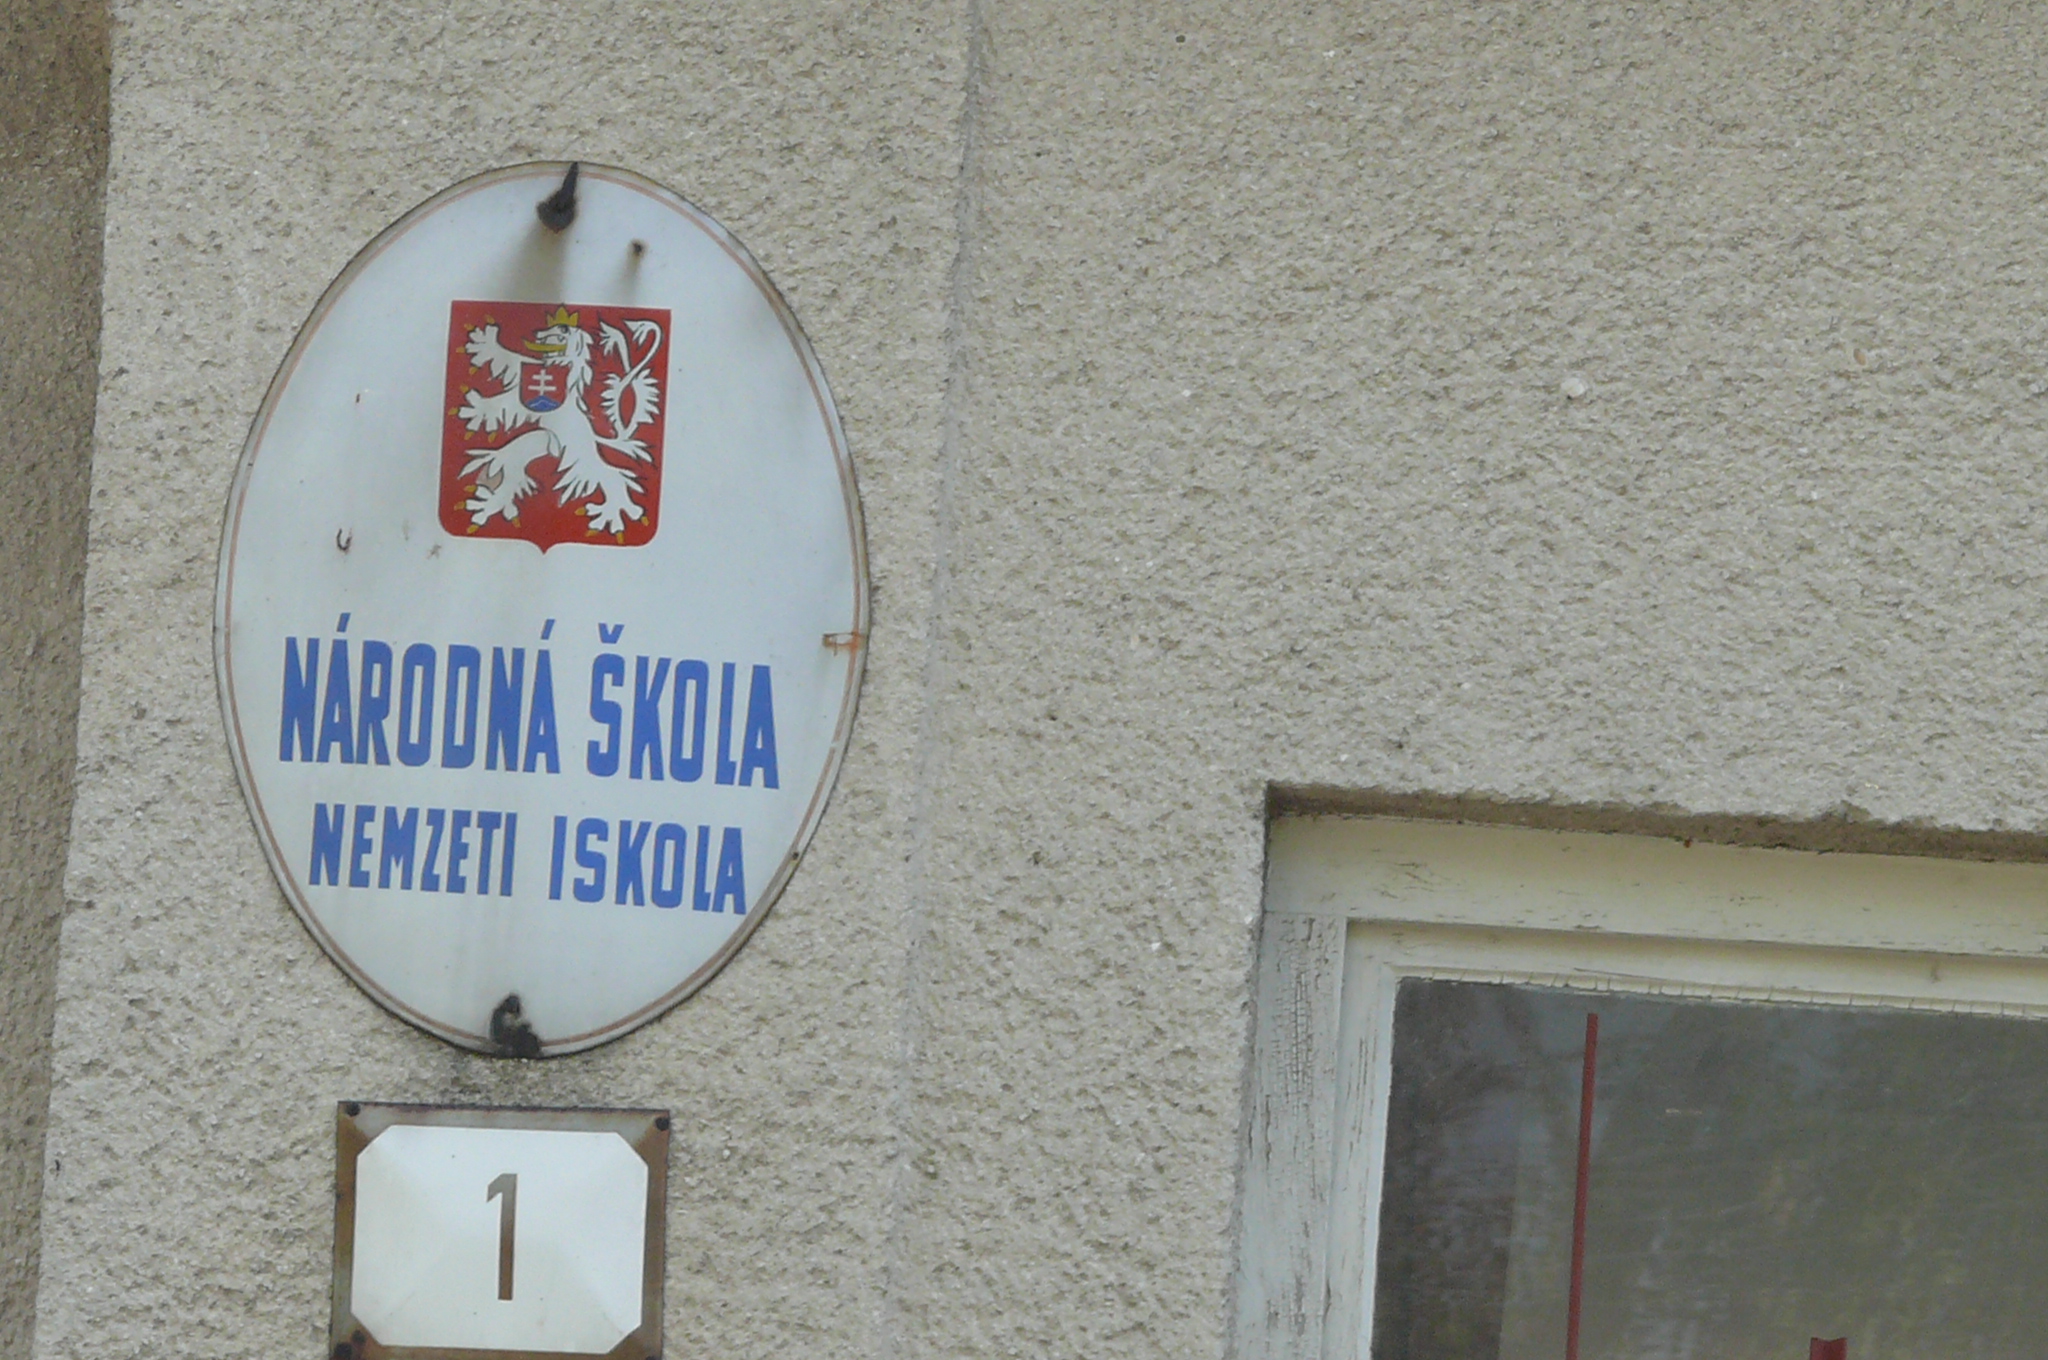 NÁRODNÁ ŠKOLA
NEMZETI ISKOLA
1